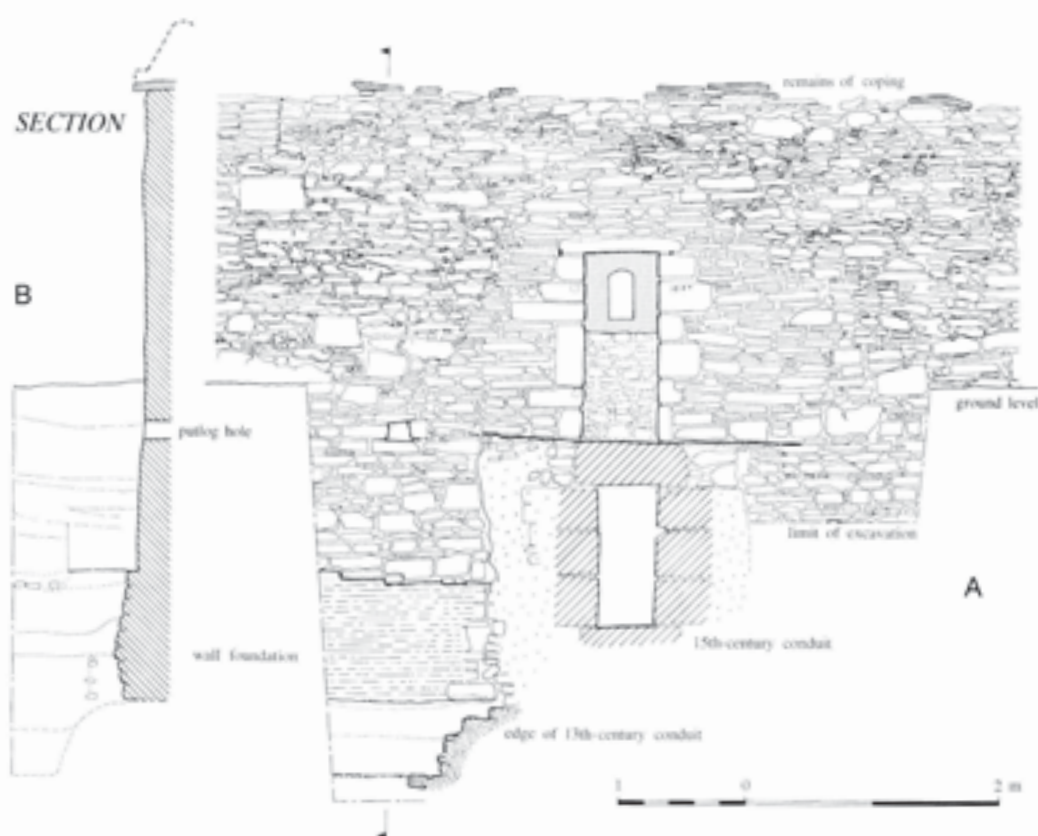 remains of coping
SECTION
B
ground level
putlog hole
limit of excavation
A
15th-century conduit
wall foundation
edge of 13th-century conduit
1 0 2 m